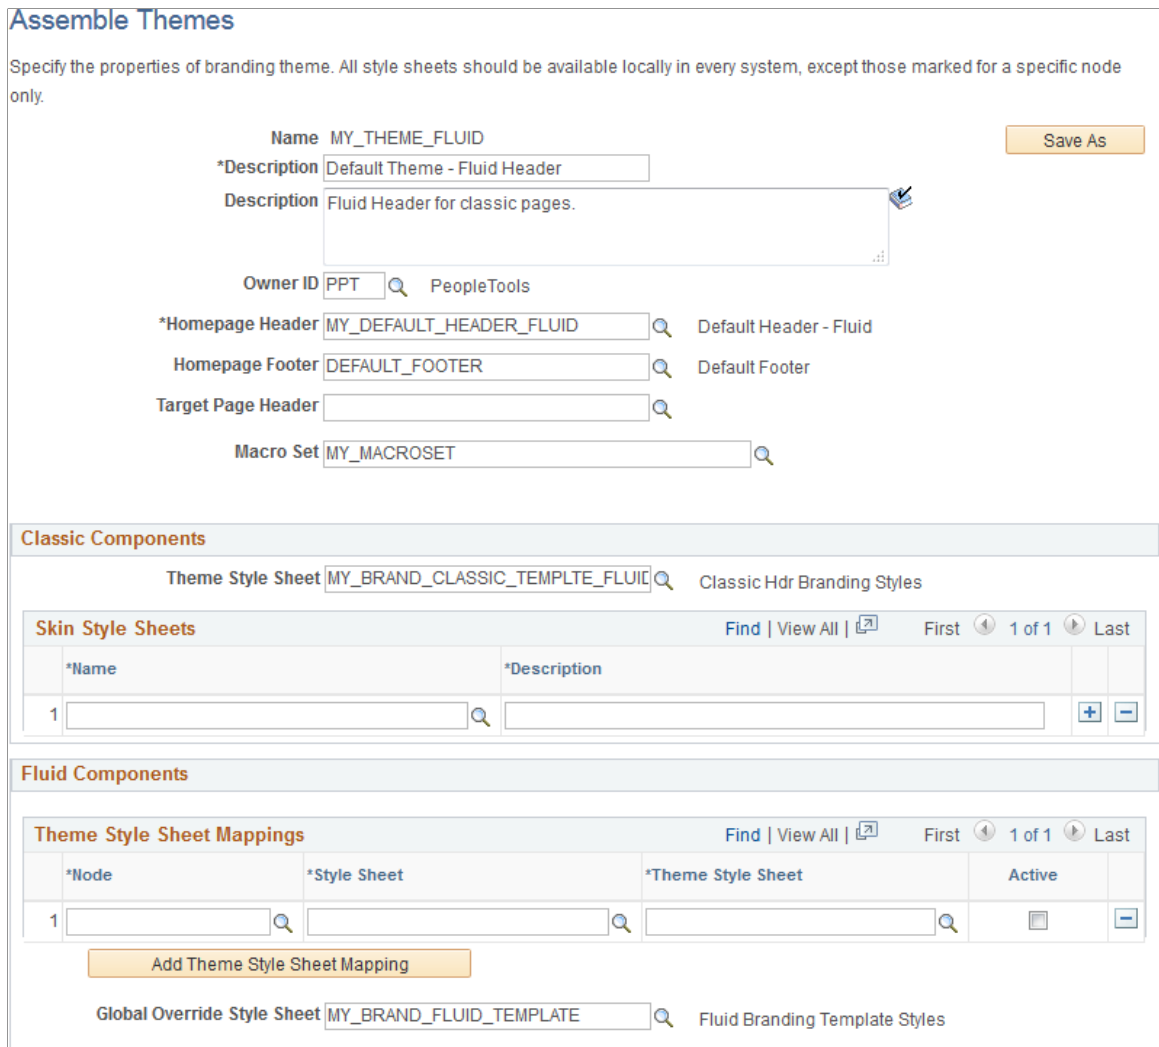 Assemble Themes
Specify the properties of branding theme. All style sheets should be available locally in every system, except those marked for a specific node
only.
Name MY_THEME_FLUID Save As
*Description Default Theme - Fluid Header
Description Fluid Header for classic pages.
Owner ID PPT PeopleTools
*Homepage Header MY_DEFAULT_HEADER_FLUID Default Header - Fluid
Homepage Footer DEFAULT_FOOTER Default Footer
Target Page Header
Macro Set MY_MACROSET
Classic Components
Theme Style Sheet MY_BRAND_CLASSIC_TEMPLTE_FLUID Classic Hdr Branding Styles
Skin Style Sheets Find | View All | First 1 of 1 Last
*Name *Description
1
Fluid Components
Theme Style Sheet Mappings Find | View All | First 1 of 1 Last
*Node *Style Sheet *Theme Style Sheet Active
1
Add Theme Style Sheet Mapping
Global Override Style Sheet MY_BRAND_FLUID_TEMPLATE Fluid Branding Template Styles